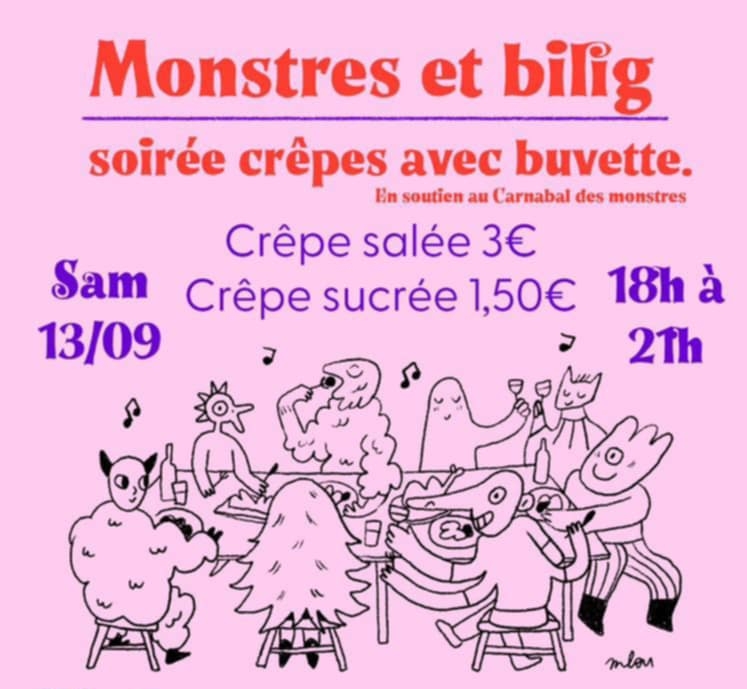 Monstres et bilig
soirée crêpes avec buvette.
En soutien au Carnabal des monstres
Crêpe salée 3€
Crêpe sucrée 1,50€
Sam
13/09
18h à
21h
mlou